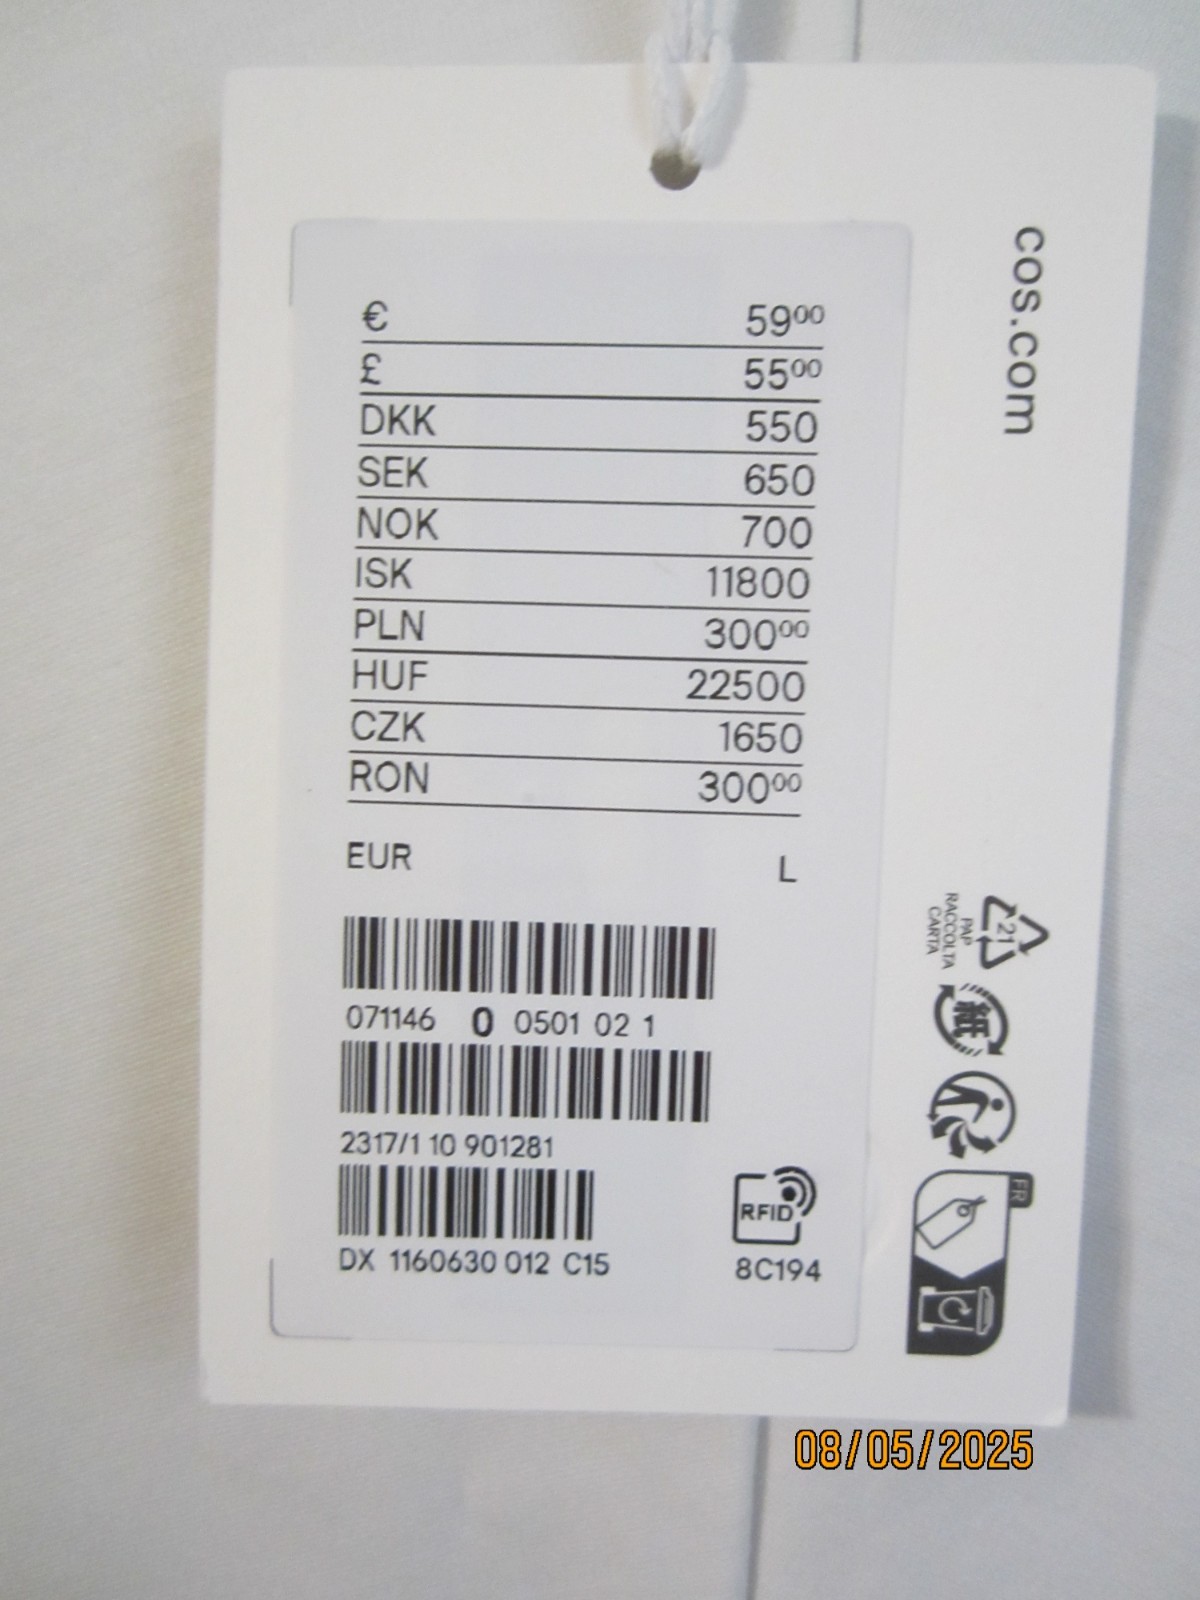 € 59⁰⁰
£ 55⁰⁰
DKK 550
SEK 650
NOK 700
ISK 11800
PLN 300⁰⁰
HUF 22500
CZK 1650
RON 300⁰⁰
EUR L
071146 0 0501 02 1
2317/1 10 901281
DX 1160630 012 C15
RFID
8C194
cos.com
21
PAP
RACCOLTA
CARTA
紙
FR
08/05/2025